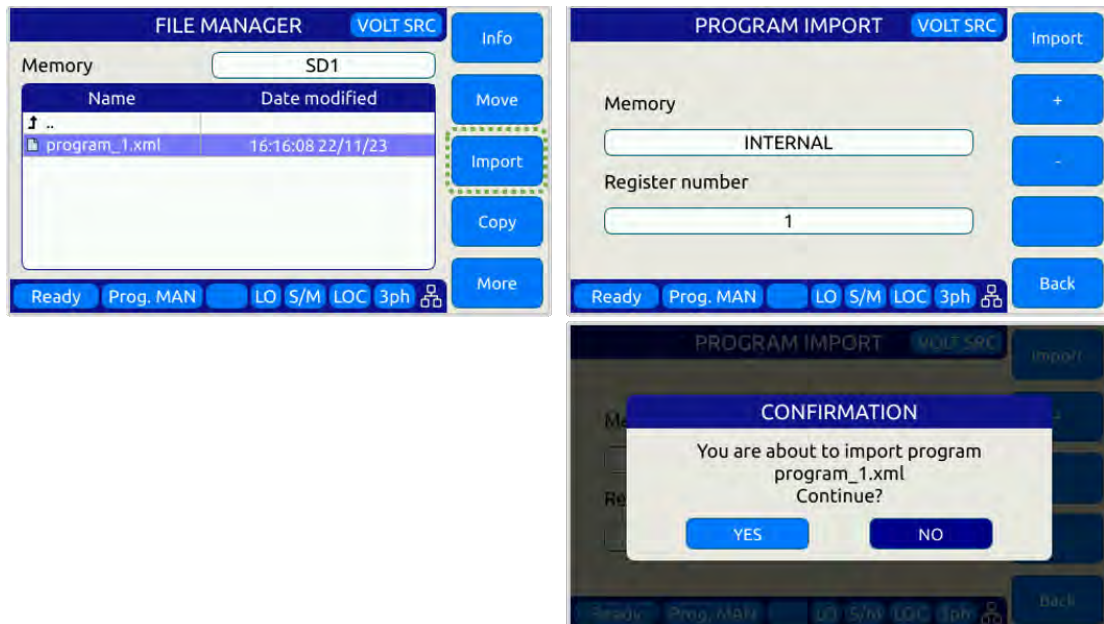 FILE MANAGER VOLT SRC
Info
Memory SD1
Name Date modified
Move
..
program_1.xml 16:16:08 22/11/23
Import
Copy
More
Ready Prog. MAN LO S/M LOC 3ph
PROGRAM IMPORT VOLT SRC
Import
Memory
+
INTERNAL
-
Register number
1
Back
Ready Prog. MAN LO S/M LOC 3ph
PROGRAM IMPORT VOLT SRC
Import
Me
CONFIRMATION
You are about to import program
program_1.xml
Continue?
Re
YES NO
Back
Ready Prog. MAN LO S/M LOC 3ph